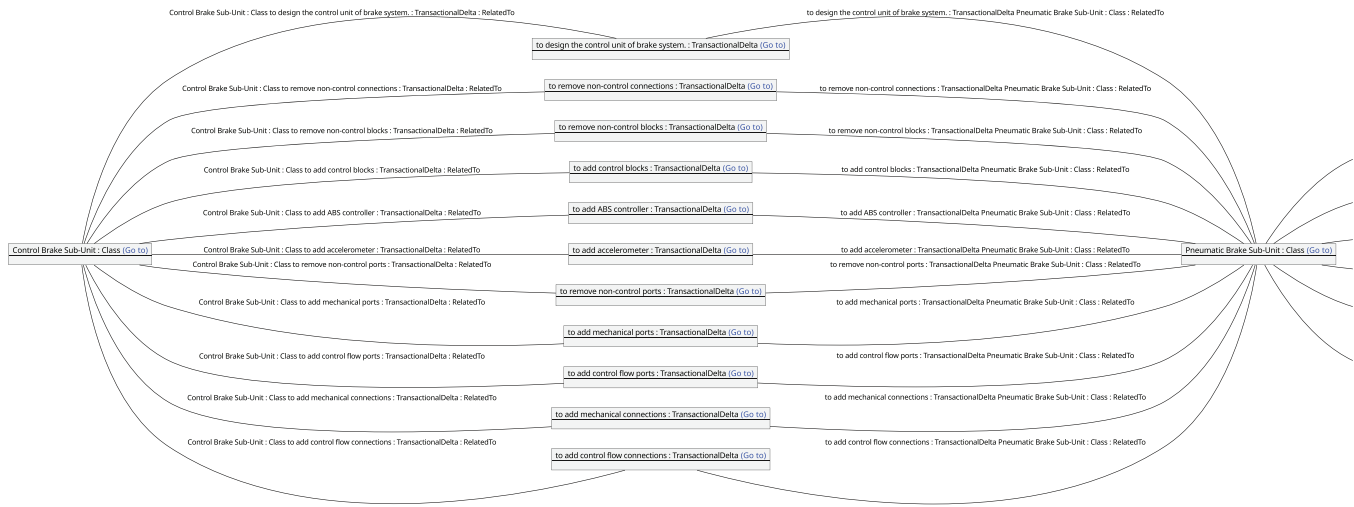 Control Brake Sub-Unit : Class to design the control unit of brake system. : TransactionalDelta : RelatedTo
to design the control unit of brake system. : TransactionalDelta Pneumatic Brake Sub-Unit : Class : RelatedTo
to design the control unit of brake system. : TransactionalDelta (Go to)
Control Brake Sub-Unit : Class to remove non-control connections : TransactionalDelta : RelatedTo
to remove non-control connections : TransactionalDelta (Go to)
to remove non-control connections : TransactionalDelta Pneumatic Brake Sub-Unit : Class : RelatedTo
Control Brake Sub-Unit : Class to remove non-control blocks : TransactionalDelta : RelatedTo
to remove non-control blocks : TransactionalDelta (Go to)
to remove non-control blocks : TransactionalDelta Pneumatic Brake Sub-Unit : Class : RelatedTo
Control Brake Sub-Unit : Class to add control blocks : TransactionalDelta : RelatedTo
to add control blocks : TransactionalDelta (Go to)
to add control blocks : TransactionalDelta Pneumatic Brake Sub-Unit : Class : RelatedTo
Control Brake Sub-Unit : Class to add ABS controller : TransactionalDelta : RelatedTo
to add ABS controller : TransactionalDelta (Go to)
to add ABS controller : TransactionalDelta Pneumatic Brake Sub-Unit : Class : RelatedTo
Control Brake Sub-Unit : Class (Go to)
Control Brake Sub-Unit : Class to add accelerometer : TransactionalDelta : RelatedTo
to add accelerometer : TransactionalDelta (Go to)
to add accelerometer : TransactionalDelta Pneumatic Brake Sub-Unit : Class : RelatedTo
Pneumatic Brake Sub-Unit : Class (Go to)
Control Brake Sub-Unit : Class to remove non-control ports : TransactionalDelta : RelatedTo
to remove non-control ports : TransactionalDelta Pneumatic Brake Sub-Unit : Class : RelatedTo
to remove non-control ports : TransactionalDelta (Go to)
Control Brake Sub-Unit : Class to add mechanical ports : TransactionalDelta : RelatedTo
to add mechanical ports : TransactionalDelta Pneumatic Brake Sub-Unit : Class : RelatedTo
to add mechanical ports : TransactionalDelta (Go to)
Control Brake Sub-Unit : Class to add control flow ports : TransactionalDelta : RelatedTo
to add control flow ports : TransactionalDelta Pneumatic Brake Sub-Unit : Class : RelatedTo
to add control flow ports : TransactionalDelta (Go to)
Control Brake Sub-Unit : Class to add mechanical connections : TransactionalDelta : RelatedTo
to add mechanical connections : TransactionalDelta Pneumatic Brake Sub-Unit : Class : RelatedTo
to add mechanical connections : TransactionalDelta (Go to)
Control Brake Sub-Unit : Class to add control flow connections : TransactionalDelta : RelatedTo
to add control flow connections : TransactionalDelta Pneumatic Brake Sub-Unit : Class : RelatedTo
to add control flow connections : TransactionalDelta (Go to)